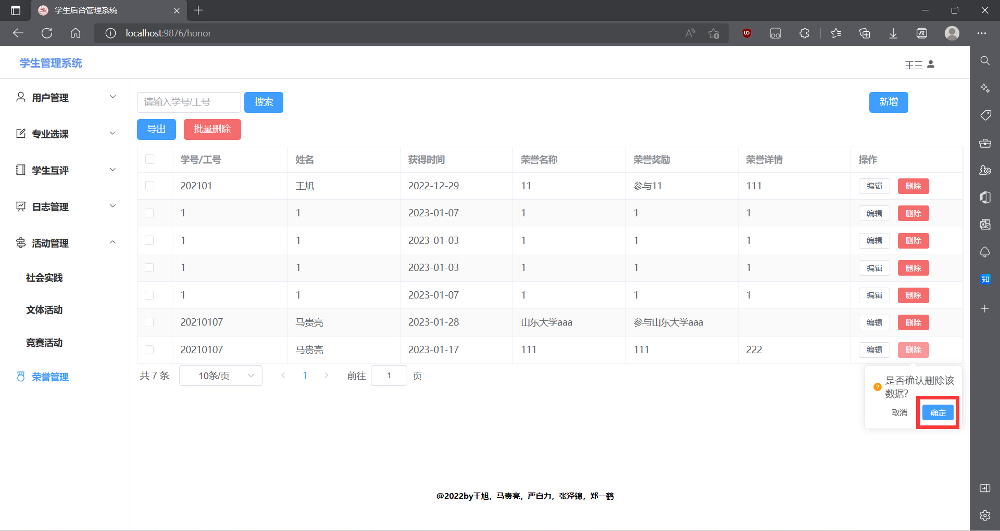 学生后台管理系统
localhost:9876/honor
学生管理系统
王三
用户管理
专业选课
学生互评
日志管理
活动管理
社会实践
文体活动
竞赛活动
荣誉管理
请输入学号/工号 搜索 新增
导出 批量删除
学号/工号 姓名 获得时间 荣誉名称 荣誉奖励 荣誉详情 操作
202101 王旭 2022-12-29 11 参与11 111 编辑 删除
1 1 2023-01-07 1 1 1 编辑 删除
1 1 2023-01-03 1 1 1 编辑 删除
1 1 2023-01-03 1 1 1 编辑 删除
1 1 2023-01-07 1 1 1 编辑 删除
20210107 马贵亮 2023-01-28 山东大学aaa 参与山东大学aaa 编辑 删除
20210107 马贵亮 2023-01-17 111 111 222 编辑 删除
共 7 条 10条/页 1 前往 1 页
是否确认删除该
数据?
取消 确定
知
@2022by王旭，马贵亮，严自力，张泽锦，郑一鹤